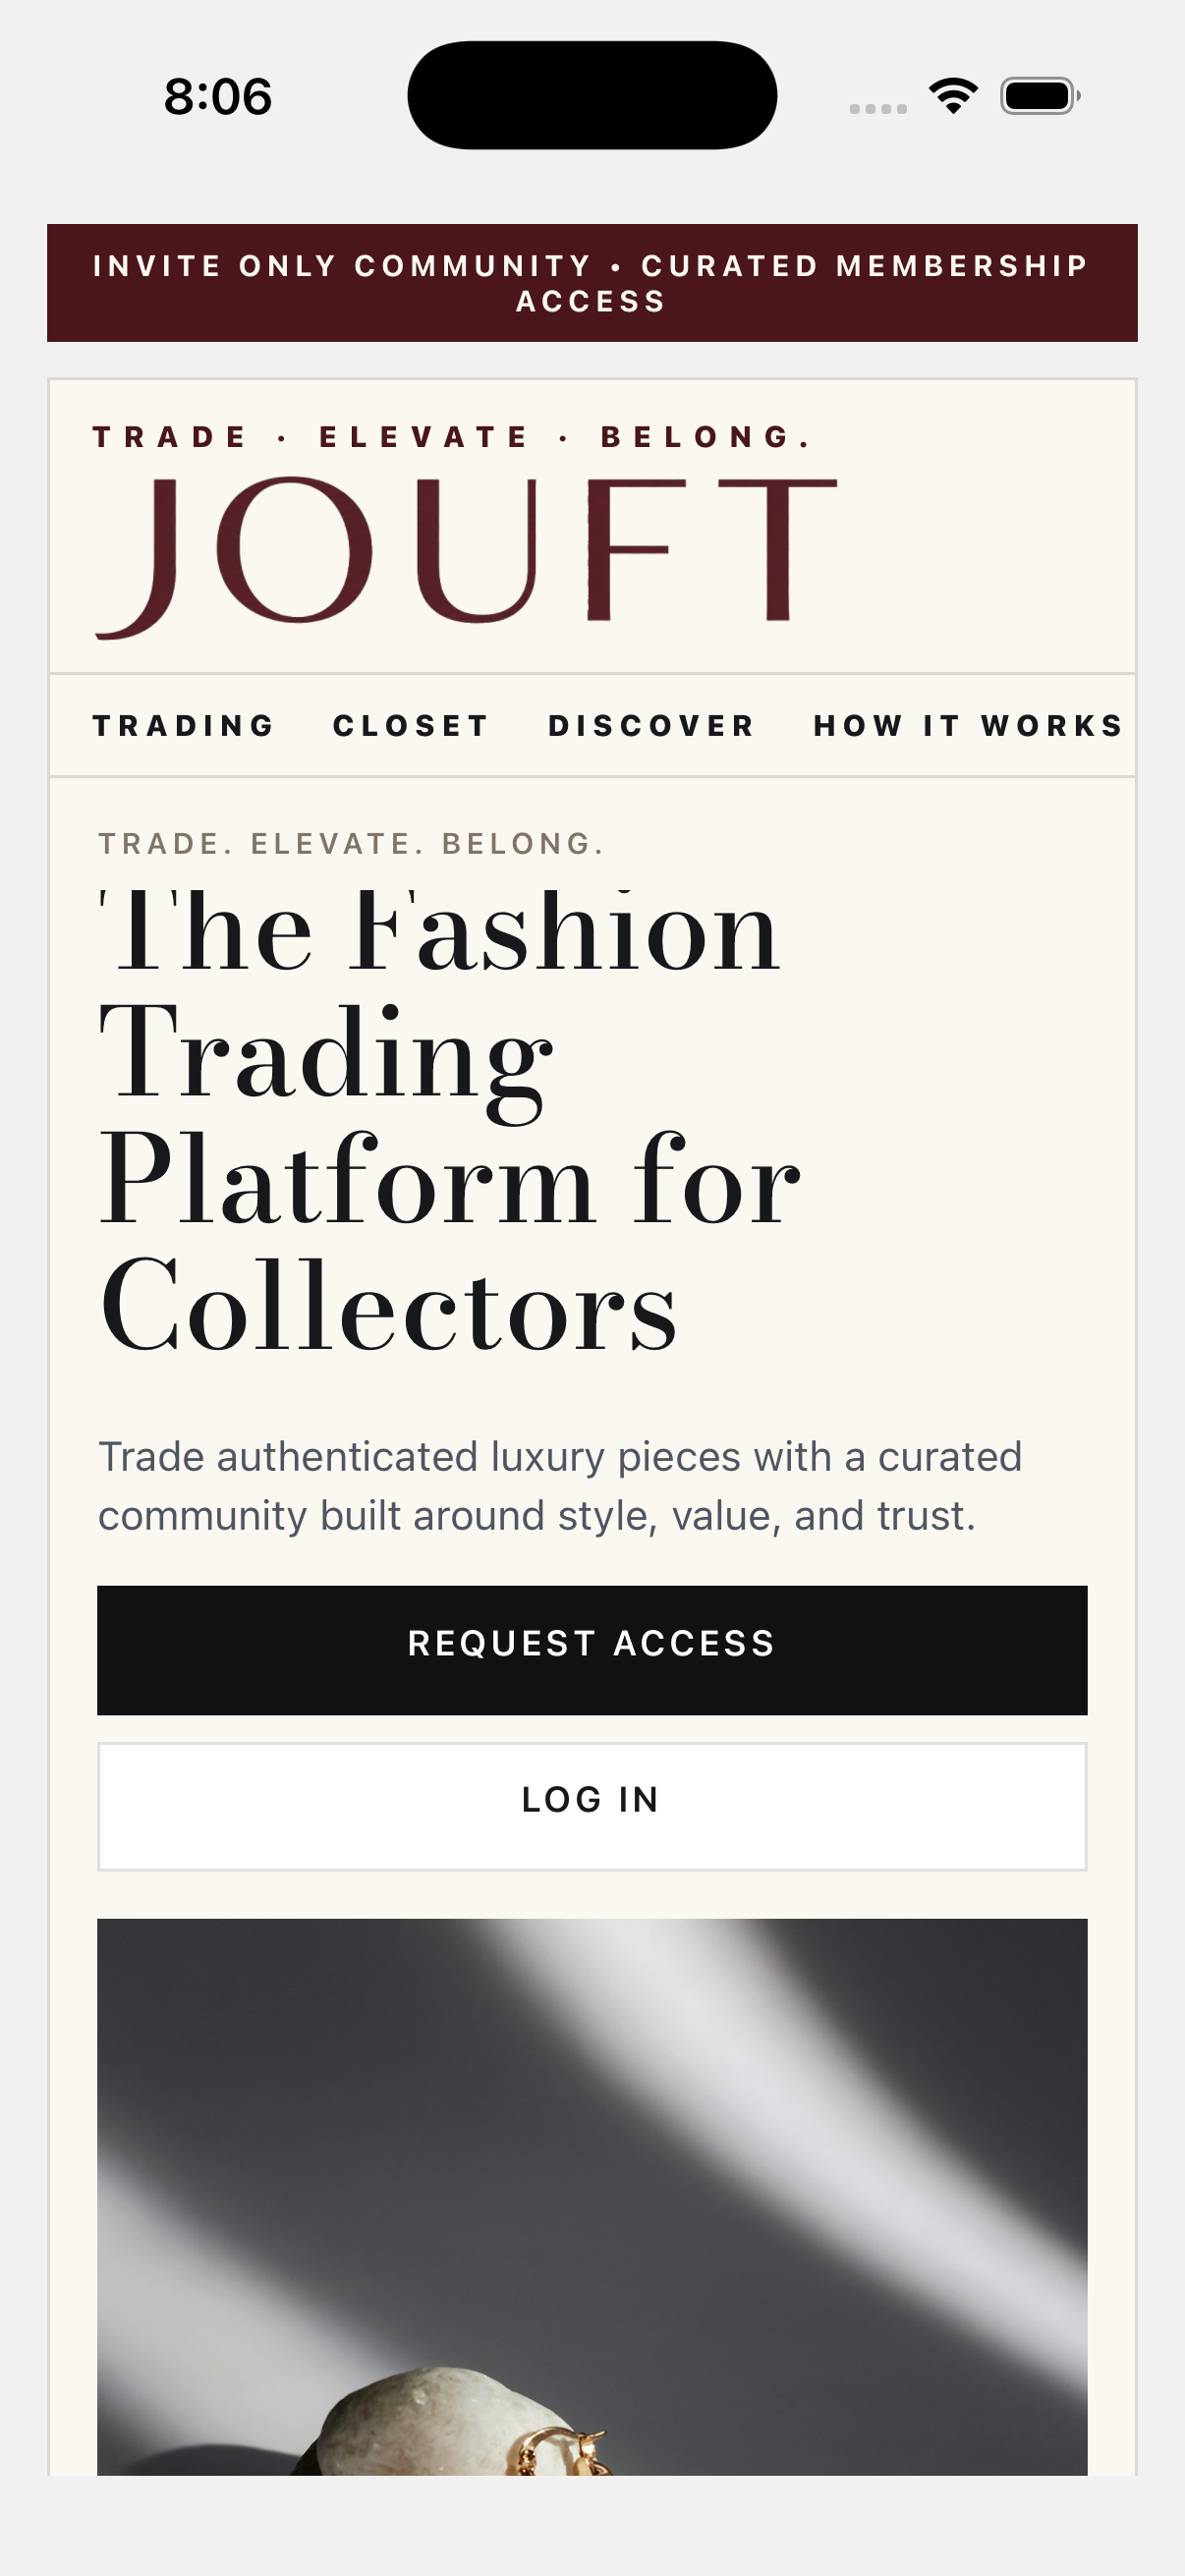 8:06
INVITE ONLY COMMUNITY • CURATED MEMBERSHIP
ACCESS
TRADE · ELEVATE · BELONG.
JOUFT
TRADING CLOSET DISCOVER HOW IT WORKS
TRADE. ELEVATE. BELONG.
The Fashion
Trading
Platform for
Collectors
Trade authenticated luxury pieces with a curated
community built around style, value, and trust.
REQUEST ACCESS
LOG IN